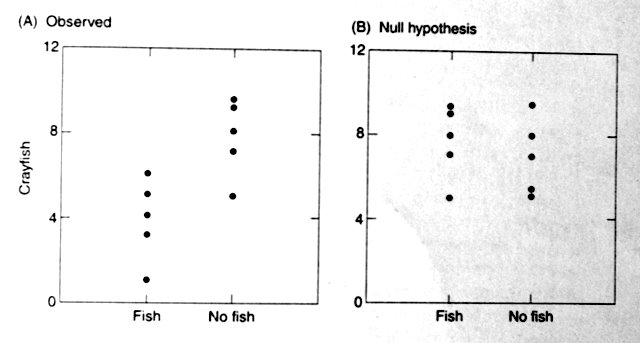 (A) Observed
12
8
4
0
Crayfish
Fish
No fish
(B) Null hypothesis
12
8
4
0
Fish
No fish